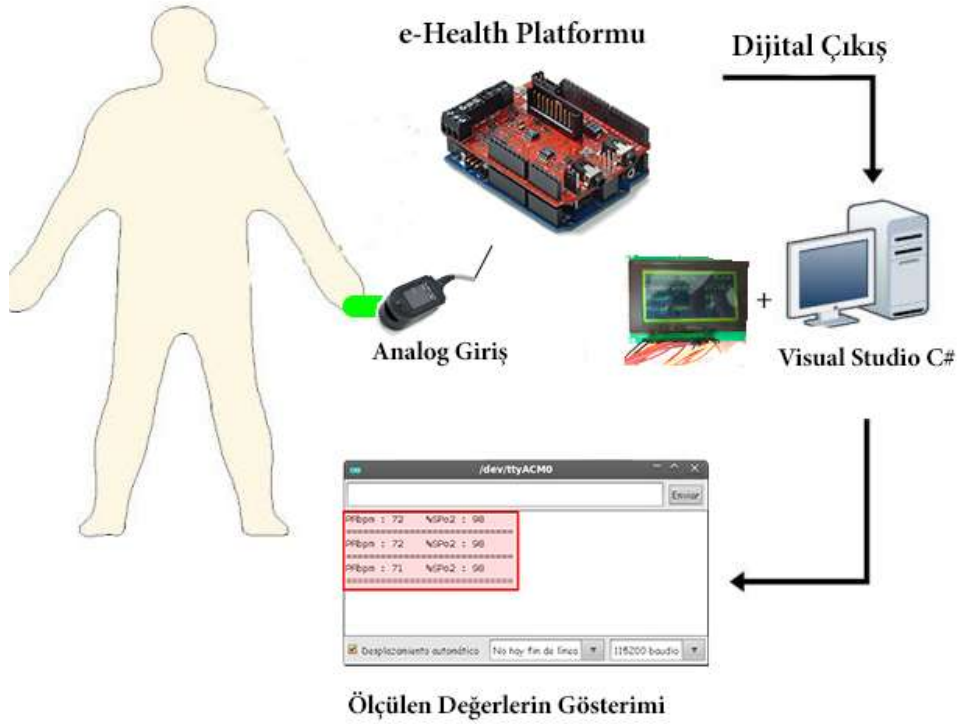 e-Health Platformu
Dijital Çıkış
Analog Giriş
+
Visual Studio C#
/dev/ttyACM0
Enviar
PRbpm : 72 %SPo2 : 98
==============================
PRbpm : 72 %SPo2 : 98
==============================
PRbpm : 71 %SPo2 : 98
==============================
Desplazamiento automático No hay fin de línea 115200 baudio
Ölçülen Değerlerin Gösterimi